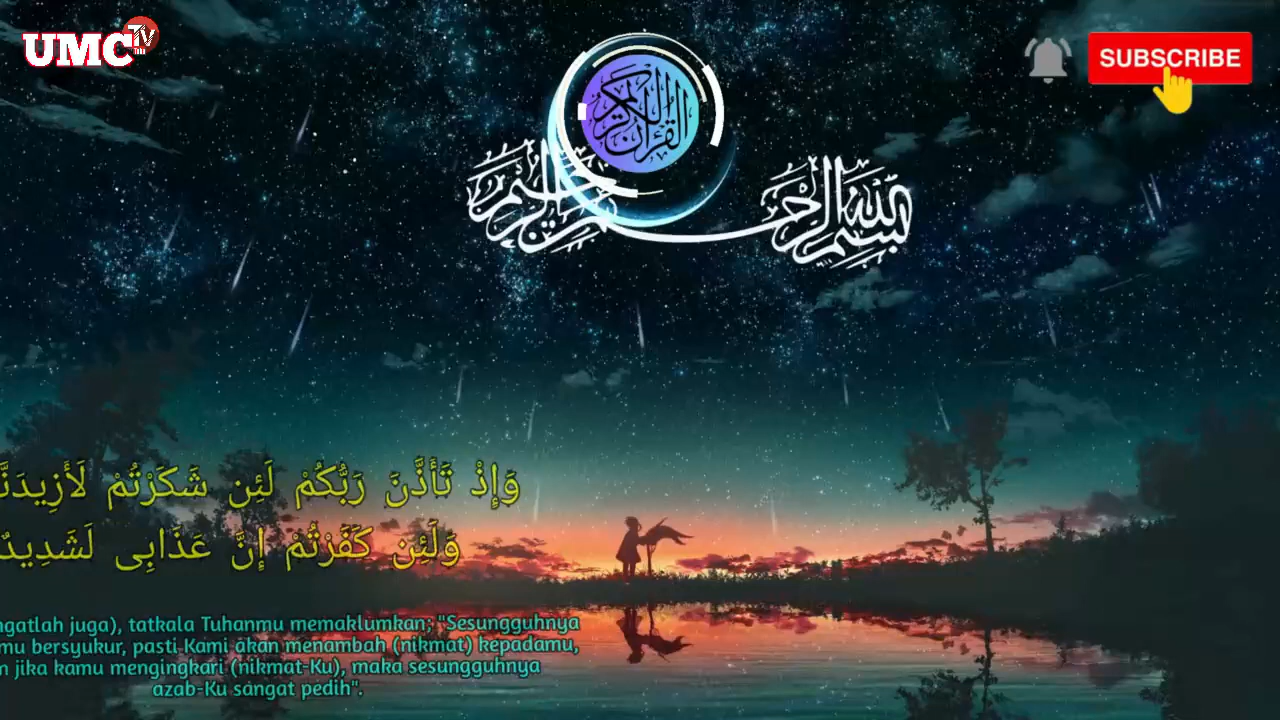 UMC TV
SUBSCRIBE
القرآن الكريم
بسم الله الرحمن الرحيم
وَإِذْ تَأَذَّنَ رَبُّكُمْ لَئِن شَكَرْتُمْ لَأَزِيدَنَّ
وَلَئِن كَفَرْتُمْ إِنَّ عَذَابِى لَشَدِيدٌ
ngatlah juga), tatkala Tuhanmu memaklumkan; "Sesungguhnya
mu bersyukur, pasti Kami akan menambah (nikmat) kepadamu,
jika kamu mengingkari (nikmat-Ku), maka sesungguhnya
azab-Ku sangat pedih".